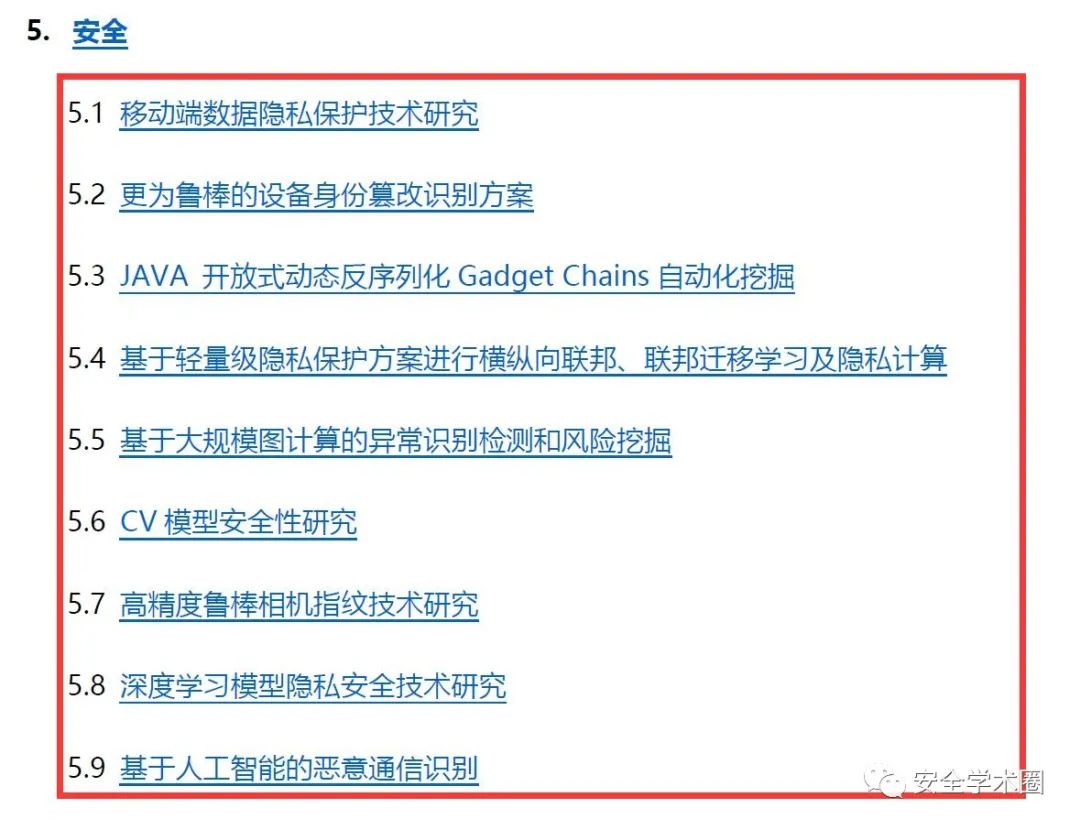 5. 安全
5.1 移动端数据隐私保护技术研究
5.2 更为鲁棒的设备身份篡改识别方案
5.3 JAVA 开放式动态反序列化 Gadget Chains 自动化挖掘
5.4 基于轻量级隐私保护方案进行横纵向联邦、联邦迁移学习及隐私计算
5.5 基于大规模图计算的异常识别检测和风险挖掘
5.6 CV 模型安全性研究
5.7 高精度鲁棒相机指纹技术研究
5.8 深度学习模型隐私安全技术研究
5.9 基于人工智能的恶意通信识别
安全学术圈